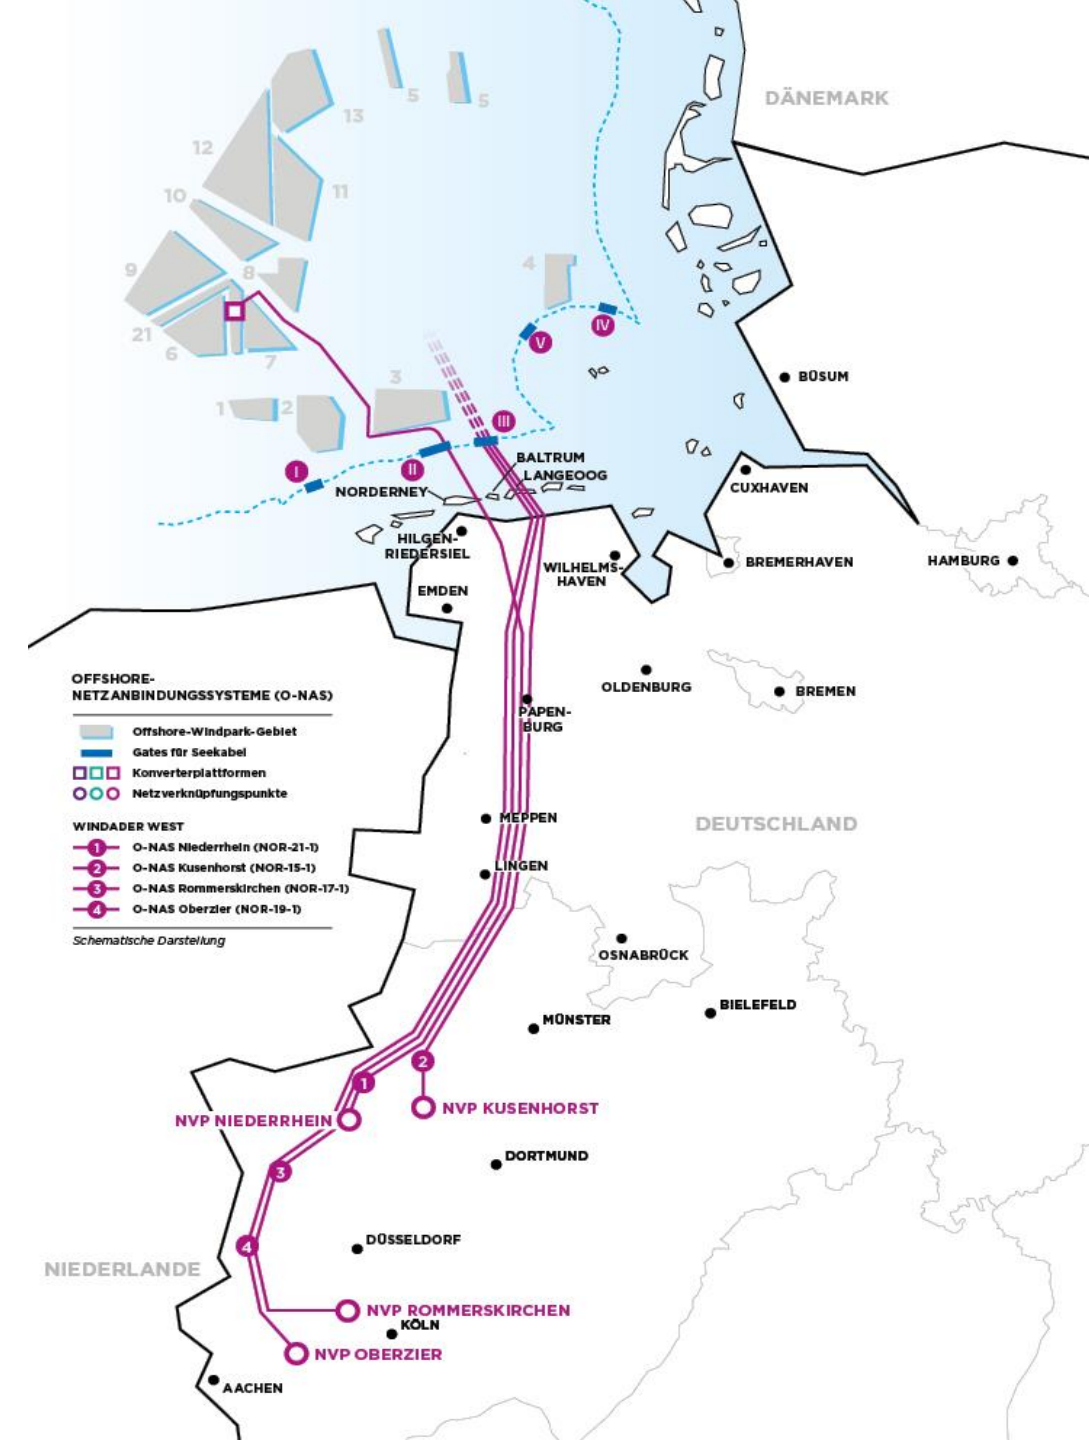 DÄNEMARK
5
5
13
12
11
10
9
8
4
21
6
7
IV
V
3
1
2
III
BÜSUM
I
II
BALTRUM
LANGEOOG
NORDERNEY
CUXHAVEN
HILGEN-
RIEDERSIEL
WILHELMS-
HAVEN
BREMERHAVEN
HAMBURG
EMDEN
OFFSHORE-
NETZANBINDUNGSSYSTEME (O-NAS)
Offshore-Windpark-Gebiet
Gates für Seekabel
Konverterplattformen
Netzverknüpfungspunkte
WINDADER WEST
1 O-NAS Niederrhein (NOR-21-1)
2 O-NAS Kusenhorst (NOR-15-1)
3 O-NAS Rommerskirchen (NOR-17-1)
4 O-NAS Oberzier (NOR-19-1)
Schematische Darstellung
OLDENBURG
BREMEN
PAPEN-
BURG
MEPPEN
DEUTSCHLAND
LINGEN
OSNABRÜCK
BIELEFELD
MÜNSTER
2
1
NVP KUSENHORST
NVP NIEDERRHEIN
DORTMUND
3
DÜSSELDORF
4
NIEDERLANDE
NVP ROMMERSKIRCHEN
KÖLN
NVP OBERZIER
AACHEN